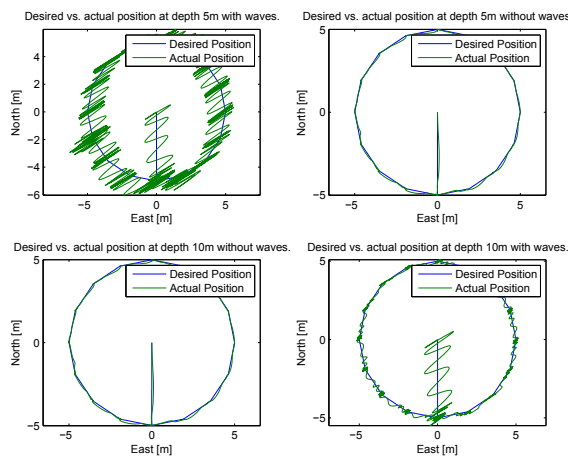 Desired vs. actual position at depth 5m with waves.
6
4
2
0
−2
−4
−6
North [m]
−5
0
5
East [m]
Desired Position
Actual Position
Desired vs. actual position at depth 5m without waves.
5
0
−5
North [m]
−5
0
5
East [m]
Desired Position
Actual Position
Desired vs. actual position at depth 10m without waves.
5
0
−5
North [m]
−5
0
5
East [m]
Desired Position
Actual Position
Desired vs. actual position at depth 10m with waves.
5
0
−5
North [m]
−5
0
5
East [m]
Desired Position
Actual Position